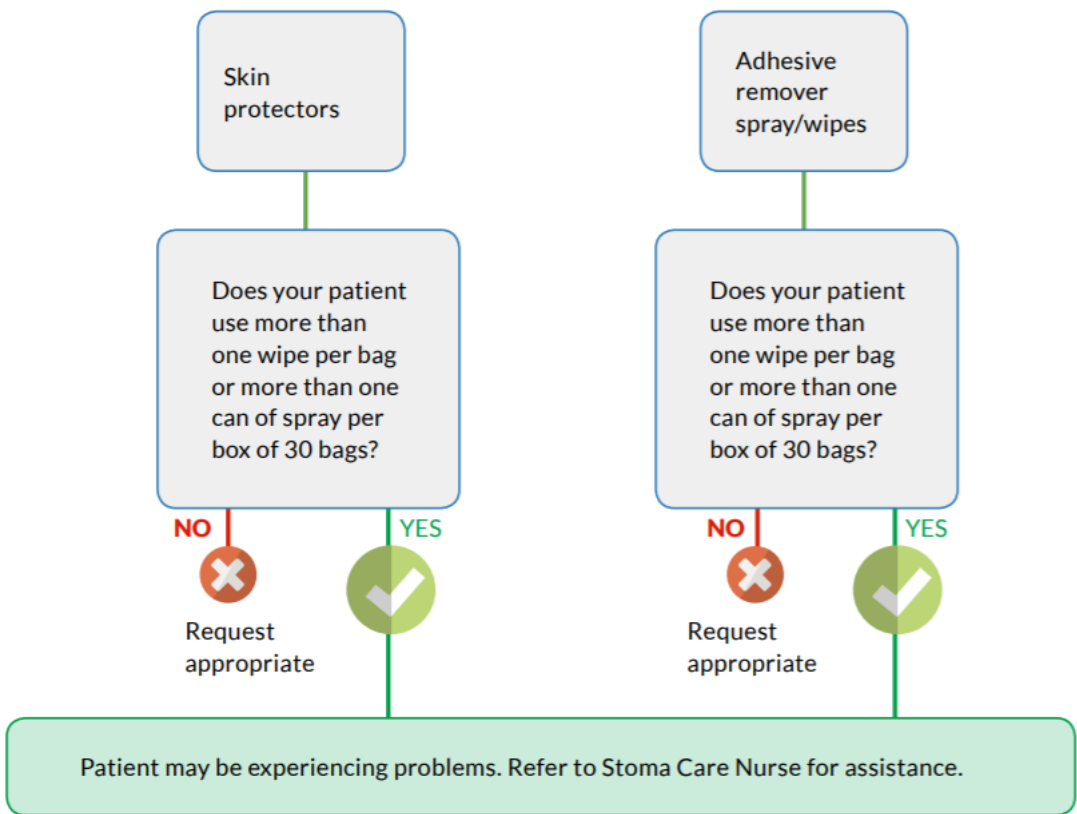 Skin
protectors
Does your patient
use more than
one wipe per bag
or more than one
can of spray per
box of 30 bags?
NO
YES
Request
appropriate
Adhesive
remover
spray/wipes
Does your patient
use more than
one wipe per bag
or more than one
can of spray per
box of 30 bags?
NO
YES
Request
appropriate
Patient may be experiencing problems. Refer to Stoma Care Nurse for assistance.